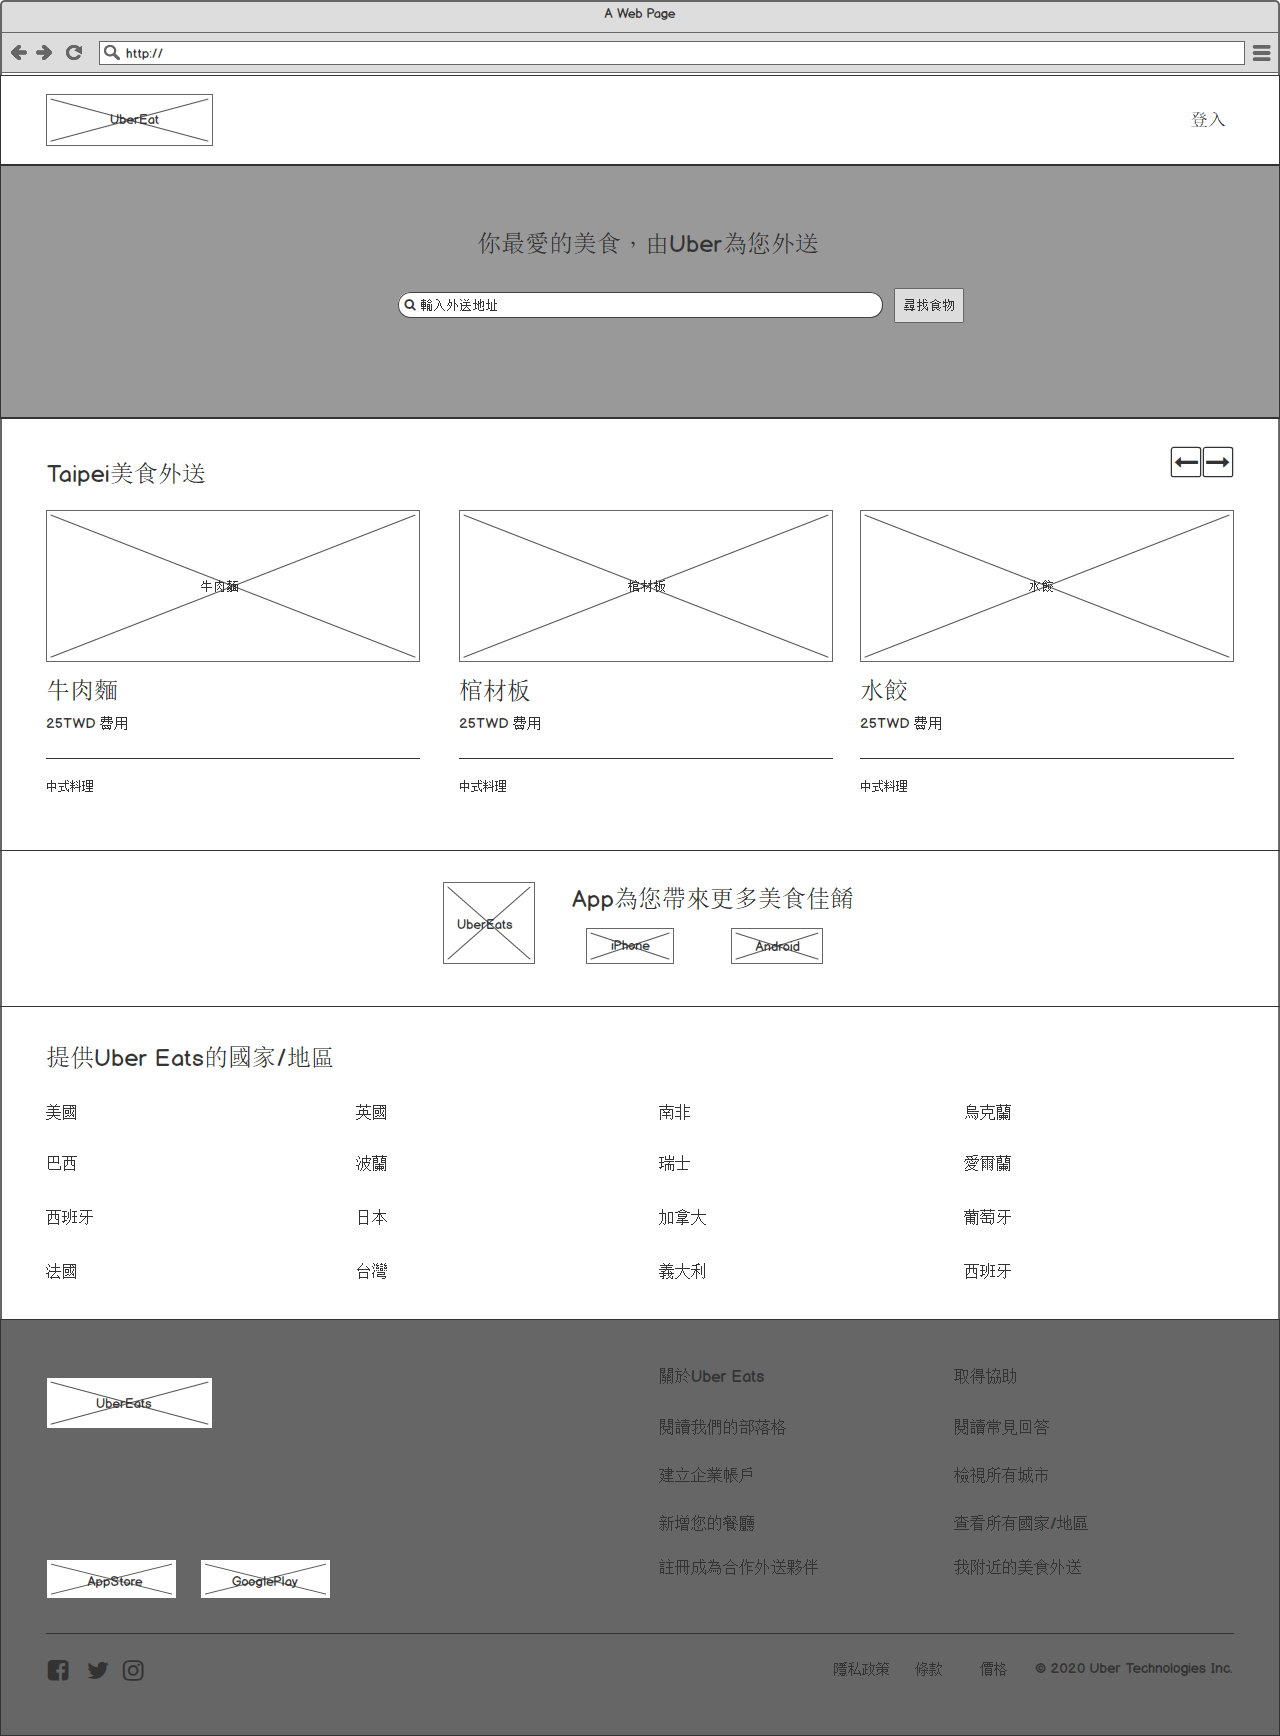 A Web Page
http://
UberEat
登入
你最愛的美食，由Uber為您外送
輸入外送地址
尋找食物
Taipei美食外送
牛肉麵
棺材板
水餃
牛肉麵
棺材板
水餃
25TWD 費用
25TWD 費用
25TWD 費用
中式料理
中式料理
中式料理
UberEats
App為您帶來更多美食佳餚
iPhone
Android
提供Uber Eats的國家/地區
美國
英國
南非
烏克蘭
巴西
波蘭
瑞士
愛爾蘭
西班牙
日本
加拿大
葡萄牙
法國
台灣
義大利
西班牙
UberEats
關於Uber Eats
取得協助
閱讀我們的部落格
閱讀常見回答
建立企業帳戶
檢視所有城市
新增您的餐廳
查看所有國家/地區
註冊成為合作外送夥伴
我附近的美食外送
AppStore
GooglePlay
隱私政策
條款
價格
© 2020 Uber Technologies Inc.